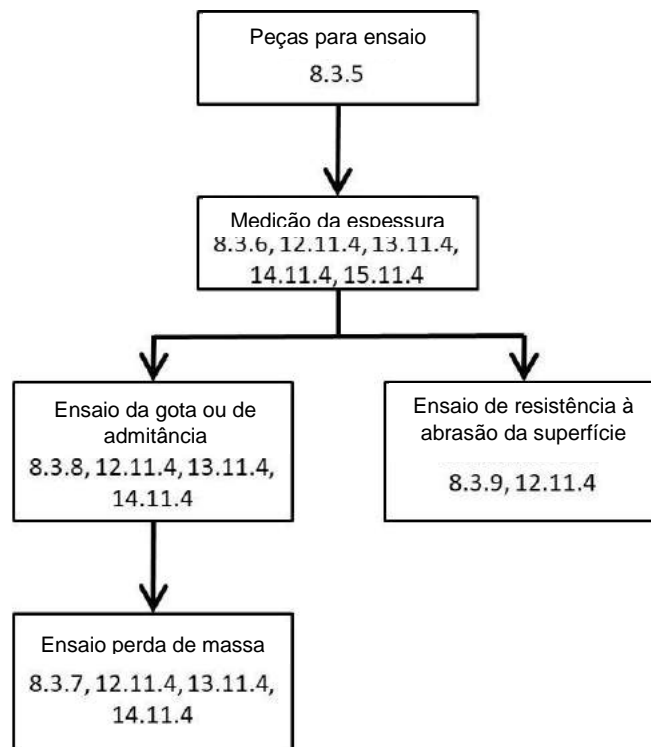 Peças para ensaio
8.3.5
Medicão da espessura
8.3.6, 12.11.4, 13.11.4,
14.11.4, 15.11.4
Ensaio da gota ou de
admitância
8.3.8, 12.11.4, 13.11.4,
14.11.4
Ensaio de resistência à
abrasão da superfície
8.3.9, 12.11.4
Ensaio perda de massa
8.3.7, 12.11.4, 13.11.4,
14.11.4